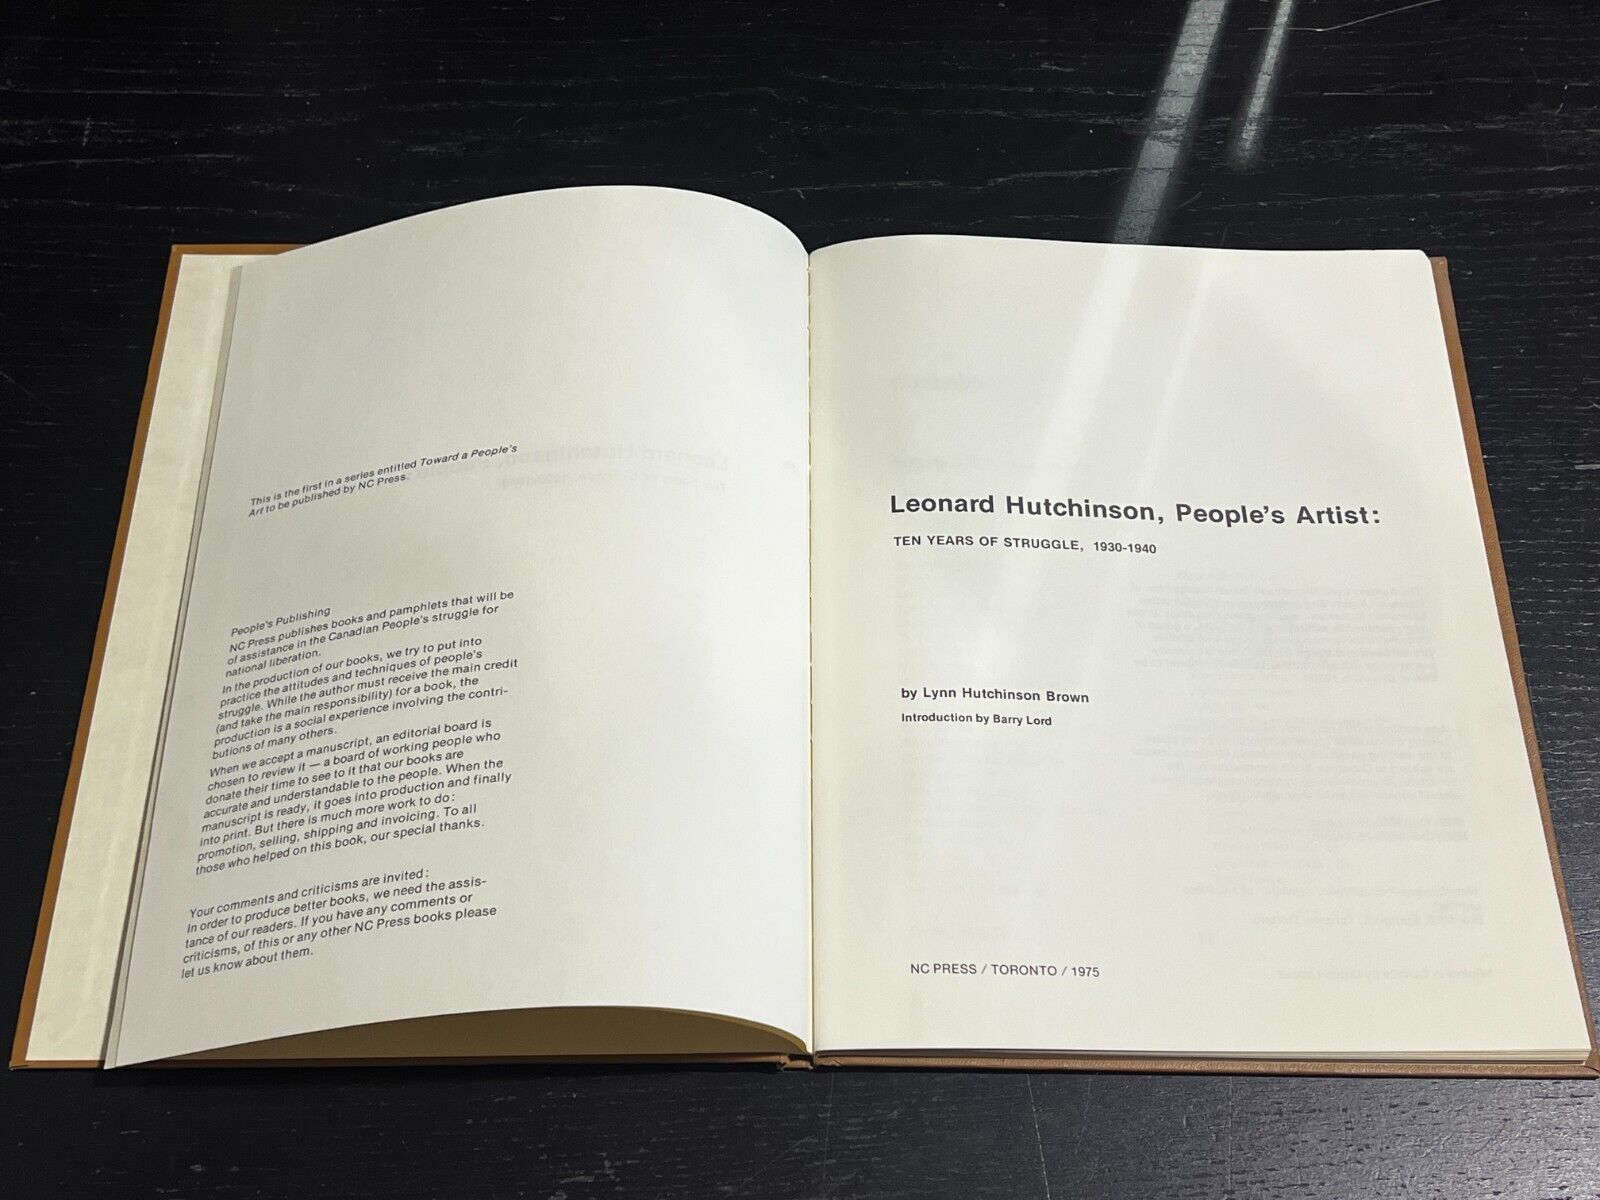 This is the first in a series entitled Toward a People's
Art to be published by NC Press.
People's Publishing
NC Press publishes books and pamphlets that will be
of assistance in the Canadian People's struggle for
national liberation.
In the production of our books, we try to put into
practice the attitudes and techniques of people's
struggle. While the author must receive the main credit
(and take the main responsibility) for a book, the
production is a social experience involving the contri-
butions of many others.
When we accept a manuscript, an editorial board is
chosen to review it — a board of working people who
donate their time to see to it that our books are
accurate and understandable to the people. When the
manuscript is ready, it goes into production and finally
into print. But there is much more work to do:
promotion, selling, shipping and invoicing. To all
those who helped on this book, our special thanks.
Your comments and criticisms are invited:
In order to produce better books, we need the assis-
tance of our readers. If you have any comments or
criticisms, of this or any other NC Press books please
let us know about them.
Leonard Hutchinson, People's Artist:
TEN YEARS OF STRUGGLE, 1930-1940
by Lynn Hutchinson Brown
Introduction by Barry Lord
NC PRESS / TORONTO / 1975